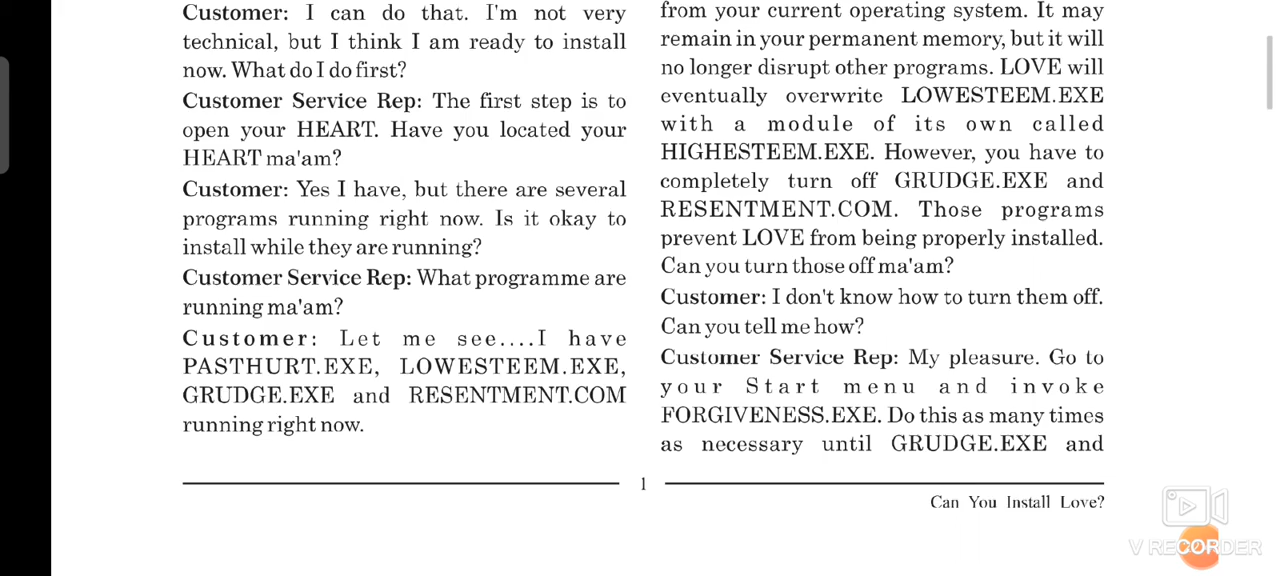 Customer: I can do that. I'm not very
technical, but I think I am ready to install
now. What do I do first?
Customer Service Rep: The first step is to
open your HEART. Have you located your
HEART ma'am?
Customer: Yes I have, but there are several
programs running right now. Is it okay to
install while they are running?
Customer Service Rep: What programme are
running ma'am?
Customer: Let me see....I have
PASTHURT.EXE, LOWESTEEM.EXE,
GRUDGE.EXE and RESENTMENT.COM
running right now.
from your current operating system. It may
remain in your permanent memory, but it will
no longer disrupt other programs. LOVE will
eventually overwrite LOWESTEEM.EXE
with a module of its own called
HIGHESTEEM.EXE. However, you have to
completely turn off GRUDGE.EXE and
RESENTMENT.COM. Those programs
prevent LOVE from being properly installed.
Can you turn those off ma'am?
Customer: I don't know how to turn them off.
Can you tell me how?
Customer Service Rep: My pleasure. Go to
your Start menu and invoke
FORGIVENESS.EXE. Do this as many times
as necessary until GRUDGE.EXE and
1
Can You Install Love?
V RECORDER